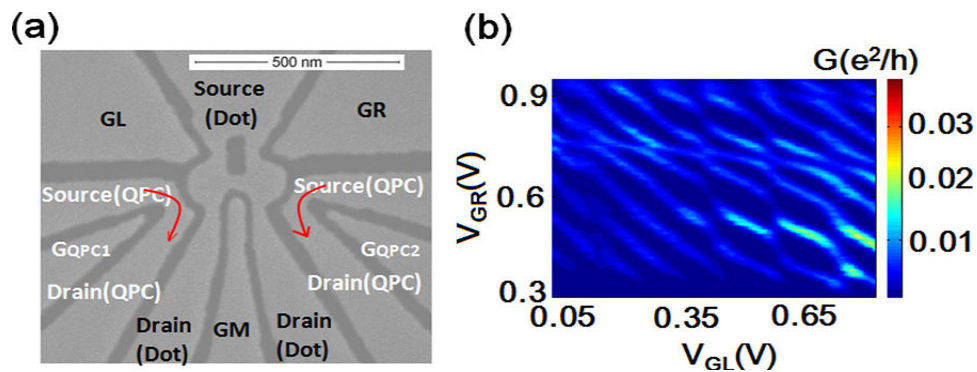 (a)
500 nm
Source
(Dot)
GL
GR
Source(QPC)
Source(QPC)
GQPC1
GQPC2
Drain(QPC)
Drain(QPC)
Drain
(Dot)
GM
Drain
(Dot)
(b)
G(e²/h)
0.9
0.6
0.3
VGR(V)
0.05
0.35
0.65
VGL(V)
0.03
0.02
0.01